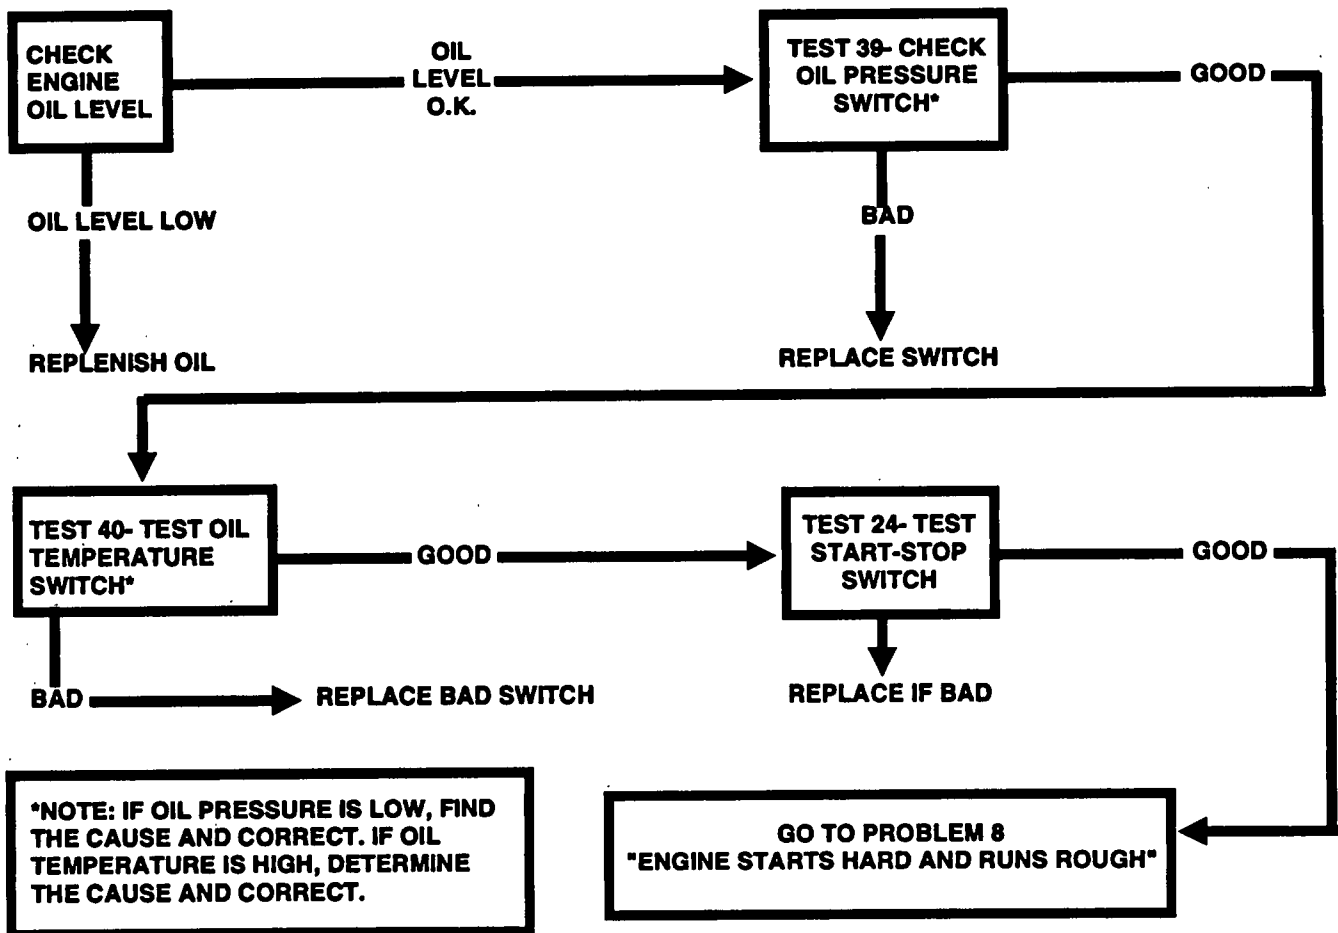 CHECK
ENGINE
OIL LEVEL
OIL
LEVEL
O.K.
TEST 39- CHECK
OIL PRESSURE
SWITCH*
GOOD
OIL LEVEL LOW
BAD
REPLENISH OIL
REPLACE SWITCH
TEST 40- TEST OIL
TEMPERATURE
SWITCH*
GOOD
TEST 24- TEST
START-STOP
SWITCH
GOOD
BAD
REPLACE BAD SWITCH
REPLACE IF BAD
*NOTE: IF OIL PRESSURE IS LOW, FIND
THE CAUSE AND CORRECT. IF OIL
TEMPERATURE IS HIGH, DETERMINE
THE CAUSE AND CORRECT.
GO TO PROBLEM 8
"ENGINE STARTS HARD AND RUNS ROUGH"